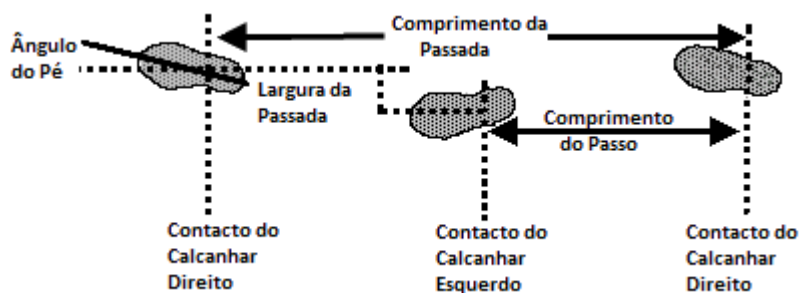 Comprimento da
Passada
Ângulo
do Pé
Largura da
Passada
Comprimento
do Passo
Contacto do
Calcanhar
Direito
Contacto do
Calcanhar
Esquerdo
Contacto do
Calcanhar
Direito